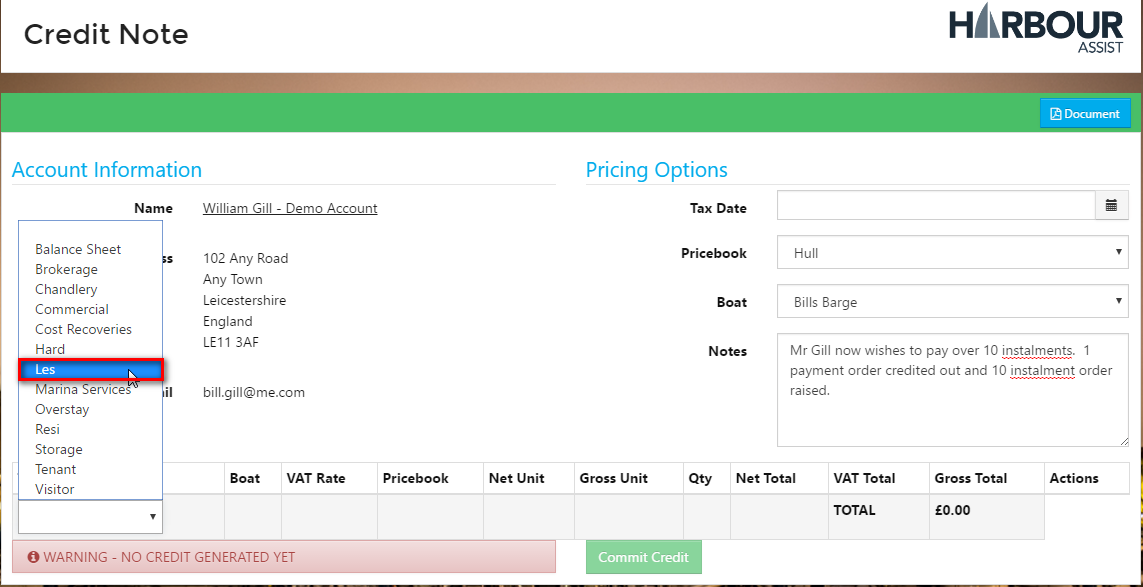 Credit Note
HARBOUR
ASSIST
Document
Account Information
Name William Gill - Demo Account
ss 102 Any Road
Any Town
Leicestershire
England
LE11 3AF
il bill.gill@me.com
Balance Sheet
Brokerage
Chandlery
Commercial
Cost Recoveries
Hard
Les
Marina Services
Overstay
Resi
Storage
Tenant
Visitor
Pricing Options
Tax Date
Pricebook Hull
Boat Bills Barge
Notes Mr Gill now wishes to pay over 10 instalments. 1
payment order credited out and 10 instalment order
raised.
Boat VAT Rate Pricebook Net Unit Gross Unit Qty Net Total VAT Total Gross Total Actions
TOTAL £0.00
WARNING - NO CREDIT GENERATED YET
Commit Credit